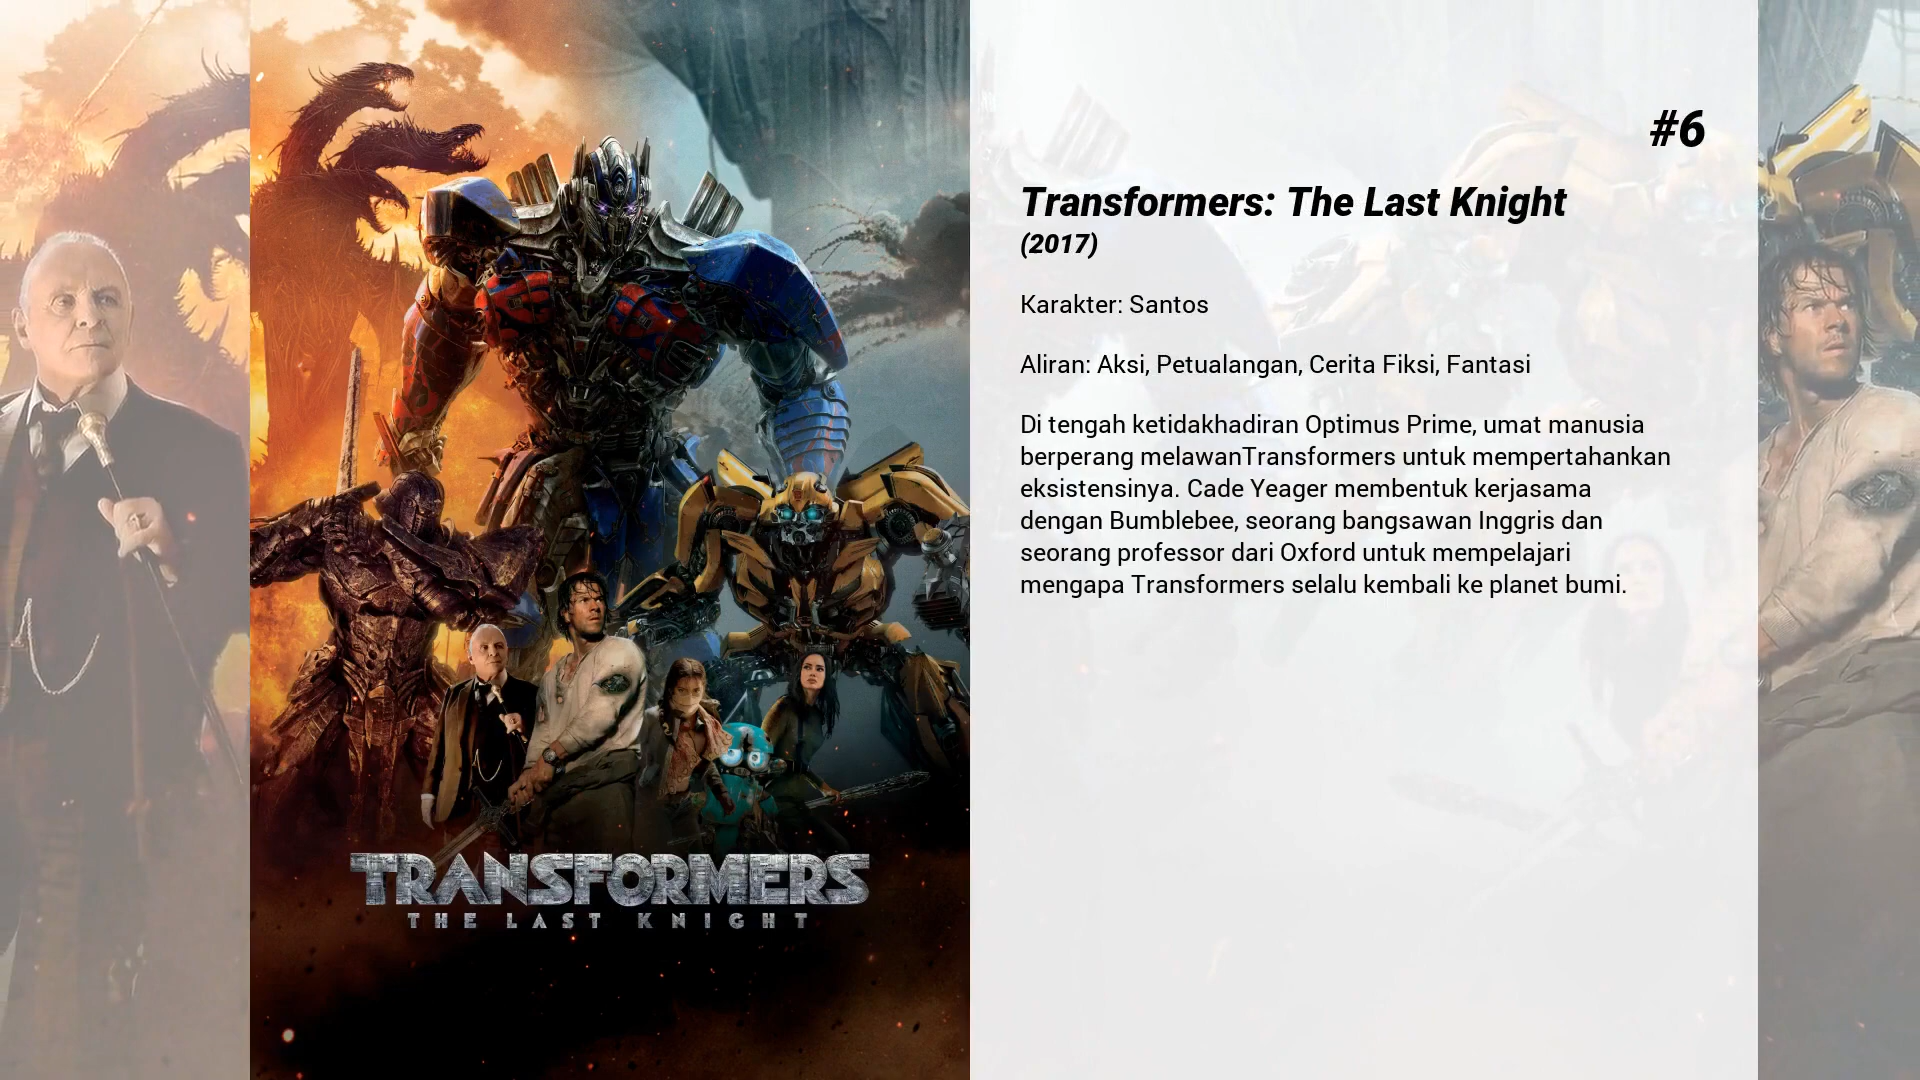 TRANSFORMERS
THE LAST KNIGHT
#6
Transformers: The Last Knight
(2017)
Karakter: Santos
Aliran: Aksi, Petualangan, Cerita Fiksi, Fantasi
Di tengah ketidakhadiran Optimus Prime, umat manusia
berperang melawanTransformers untuk mempertahankan
eksistensinya. Cade Yeager membentuk kerjasama
dengan Bumblebee, seorang bangsawan Inggris dan
seorang professor dari Oxford untuk mempelajari
mengapa Transformers selalu kembali ke planet bumi.